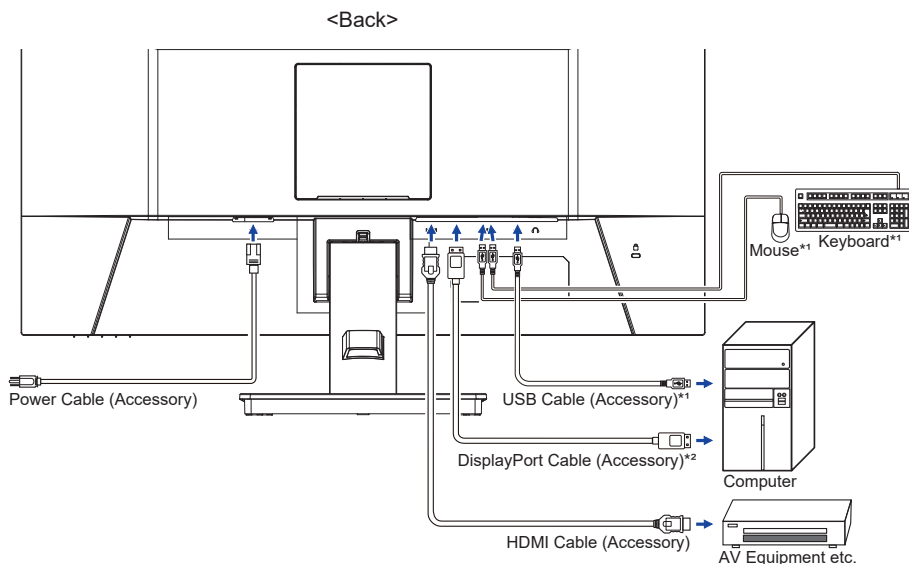 <Back>
Mouse*1
Keyboard*1
Power Cable (Accessory)
USB Cable (Accessory)*1
DisplayPort Cable (Accessory)*2
Computer
HDMI Cable (Accessory)
AV Equipment etc.